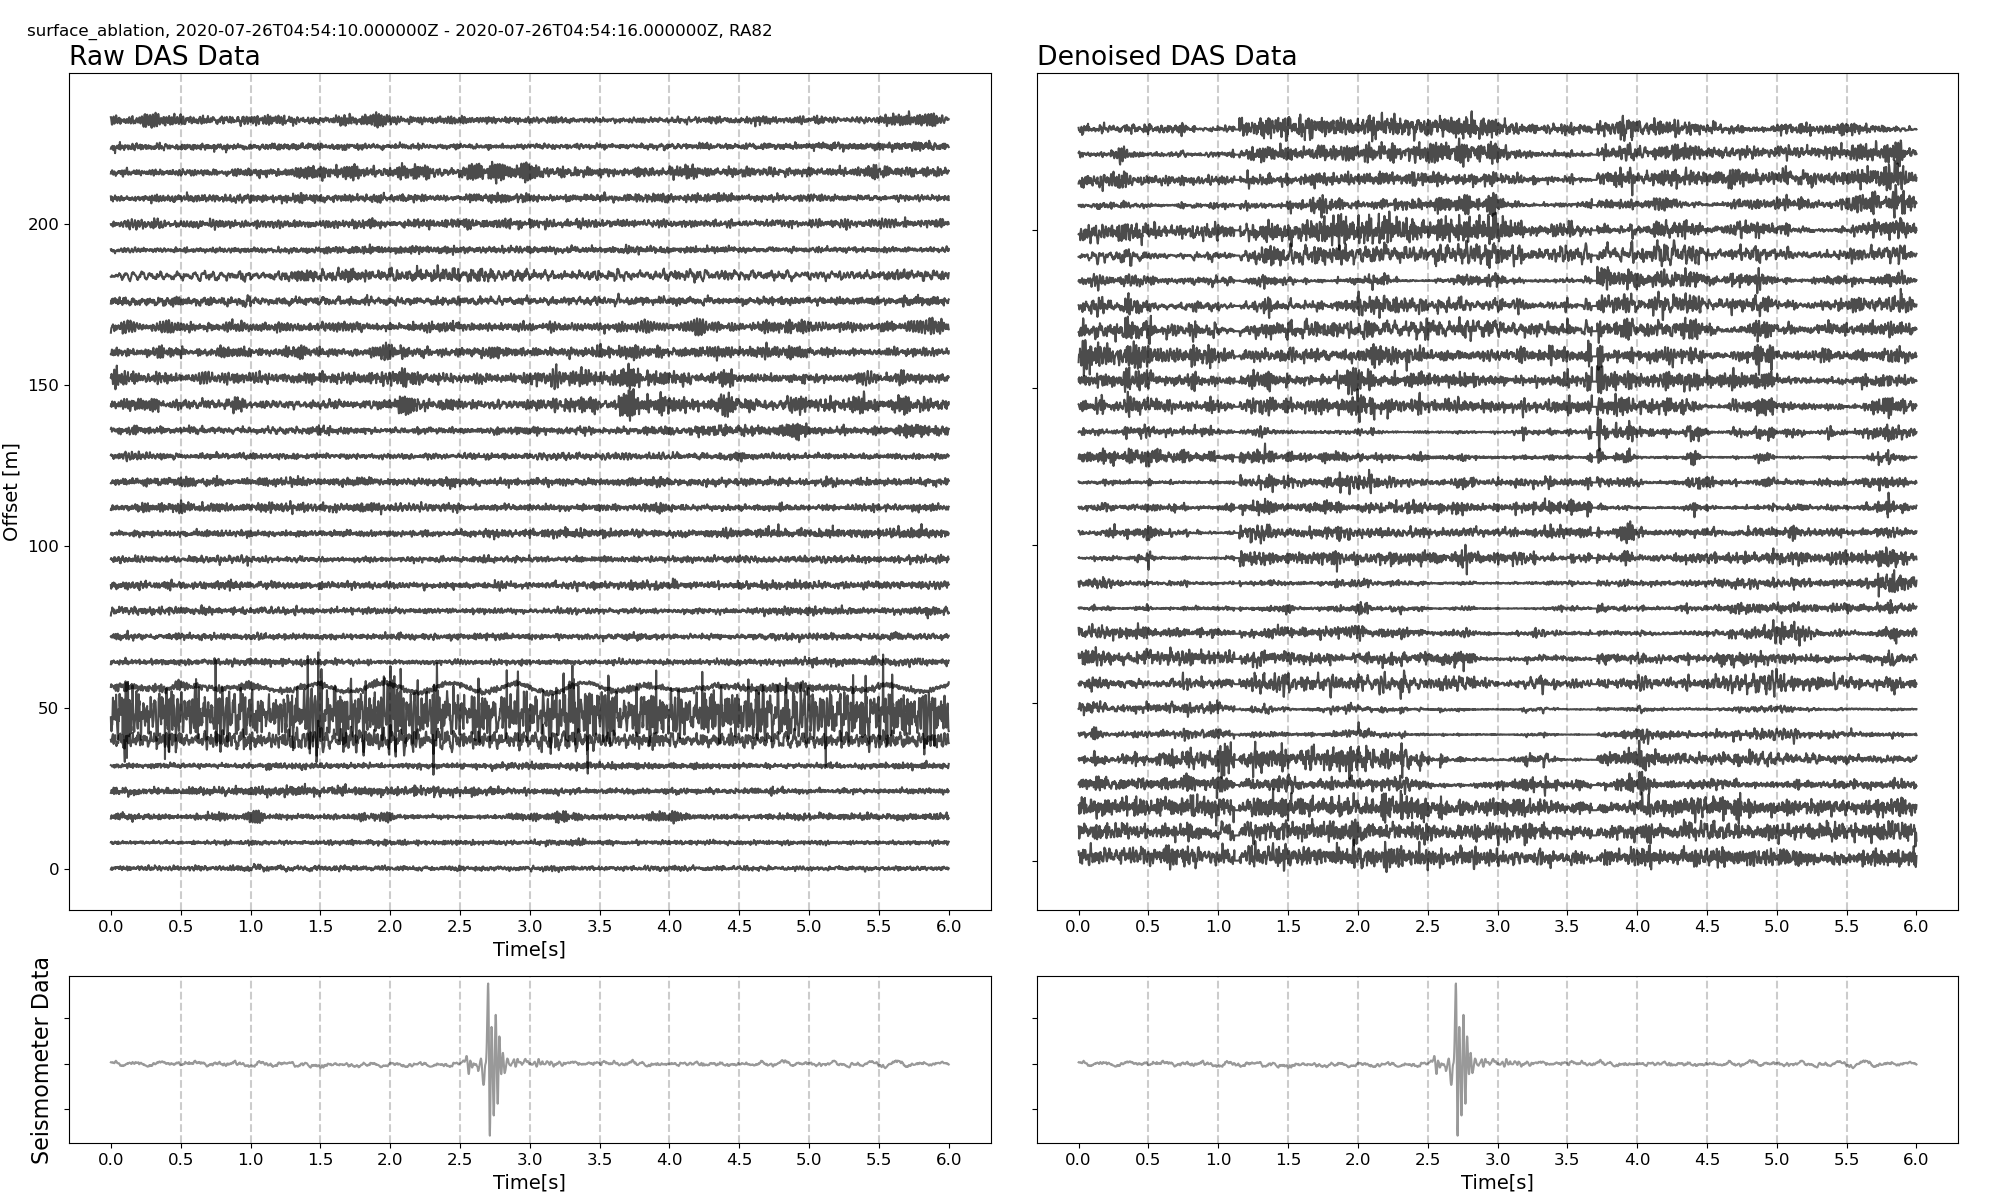 surface_ablation, 2020-07-26T04:54:10.000000Z - 2020-07-26T04:54:16.000000Z, RA82
Raw DAS Data
Denoised DAS Data
Offset [m]
200
150
100
50
0
0.0 0.5 1.0 1.5 2.0 2.5 3.0 3.5 4.0 4.5 5.0 5.5 6.0
Time[s]
0.0 0.5 1.0 1.5 2.0 2.5 3.0 3.5 4.0 4.5 5.0 5.5 6.0
Seismometer Data
0.0 0.5 1.0 1.5 2.0 2.5 3.0 3.5 4.0 4.5 5.0 5.5 6.0
Time[s]
0.0 0.5 1.0 1.5 2.0 2.5 3.0 3.5 4.0 4.5 5.0 5.5 6.0
Time[s]